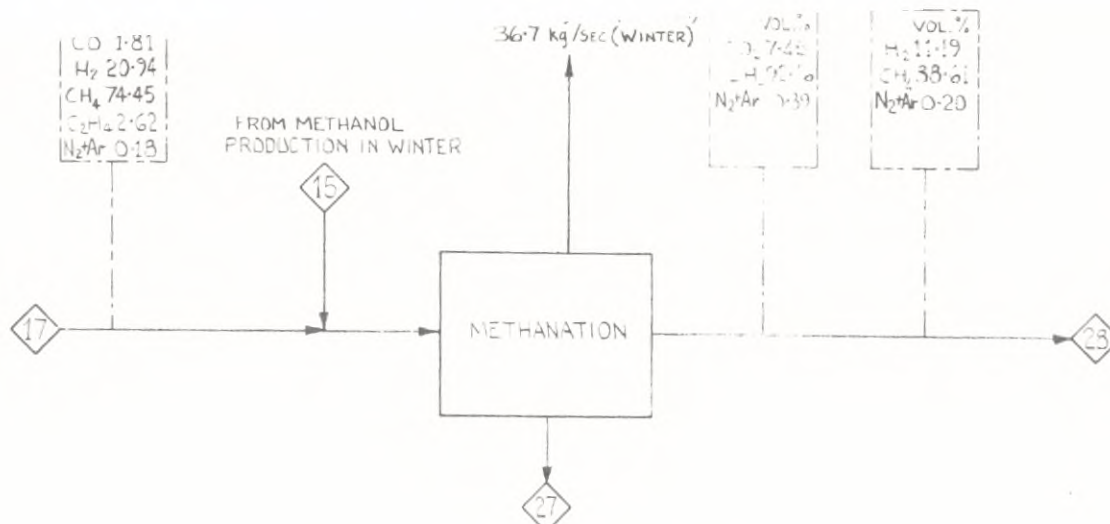 CO 1·81
H₂ 20·94
CH₄ 74·45
C₂H₄ 2·62
N₂+Ar 0·18
FROM METHANOL
PRODUCTION IN WINTER
15
36·7 kg/SEC (WINTER)
VOL.%
N₂+Ar 0·39
VOL.%
H₂ 11·19
CH₄ 88·61
N₂+Ar 0·20
17
METHANATION
28
27